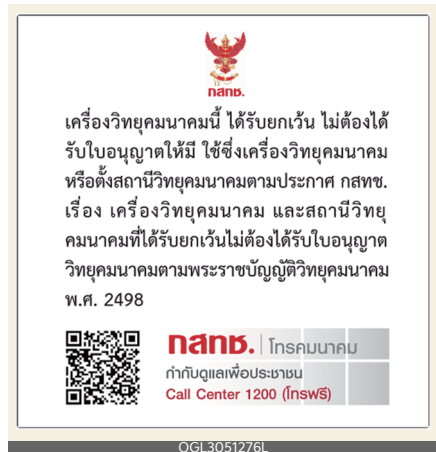 กสทช.
เครื่องวิทยุคมนาคมนี้ ได้รับยกเว้น ไม่ต้องได้
รับใบอนุญาตให้มี ใช้ซึ่งเครื่องวิทยุคมนาคม
หรือตั้งสถานีวิทยุคมนาคมตามประกาศ กสทช.
เรื่อง เครื่องวิทยุคมนาคม และสถานีวิทยุ
คมนาคมที่ได้รับยกเว้นไม่ต้องได้รับใบอนุญาต
วิทยุคมนาคมตามพระราชบัญญัติวิทยุคมนาคม
พ.ศ. 2498
กสทช. | โทรคมนาคม
กำกับดูแลเพื่อประชาชน
Call Center 1200 (โทรฟรี)
OGL3051276L